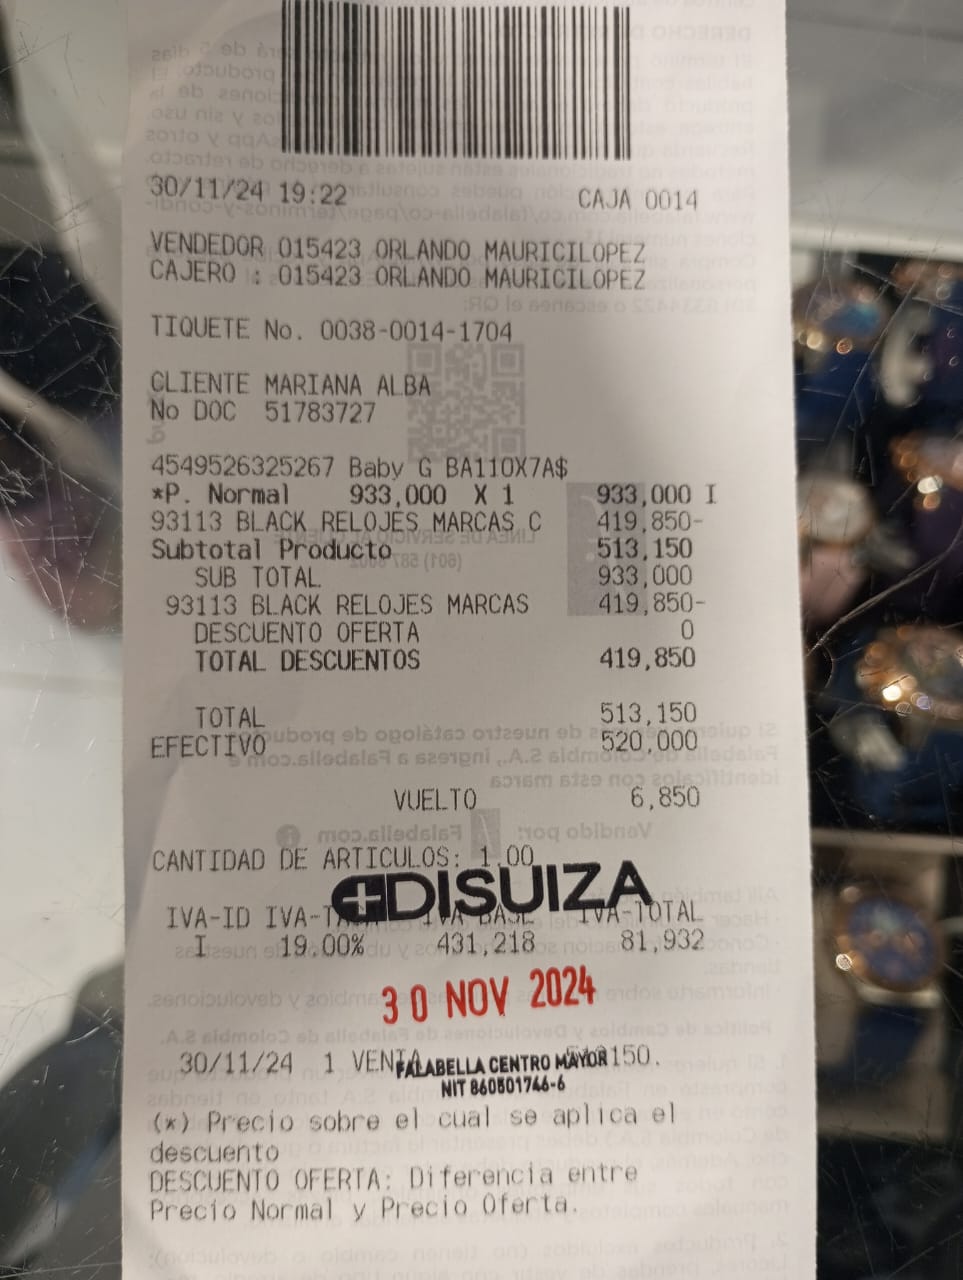 30/11/24 19:22 CAJA 0014
VENDEDOR 015423 ORLANDO MAURICILOPEZ
CAJERO : 015423 ORLANDO MAURICILOPEZ
TIQUETE No. 0038-0014-1704
CLIENTE MARIANA ALBA
No DOC 51783727
4549526325267 Baby G BA110X7A$
*P. Normal 933,000 X 1 933,000 I
93113 BLACK RELOJES MARCAS C 419,850-
Subtotal Producto 513,150
SUB TOTAL 933,000
93113 BLACK RELOJES MARCAS 419,850-
DESCUENTO OFERTA 0
TOTAL DESCUENTOS 419,850
TOTAL 513,150
EFECTIVO 520,000
VUELTO 6,850
CANTIDAD DE ARTICULOS: 1.00
DISUIZA
IVA-ID IVA BASE IVA-TOTAL
I 19.00% 431,218 81,932
30 NOV 2024
30/11/24 1 VENTA 150.
FALABELLA CENTRO MAYOR
NIT 860501746-6
(*) Precio sobre el cual se aplica el
descuento
DESCUENTO OFERTA: Diferencia entre
Precio Normal y Precio Oferta.